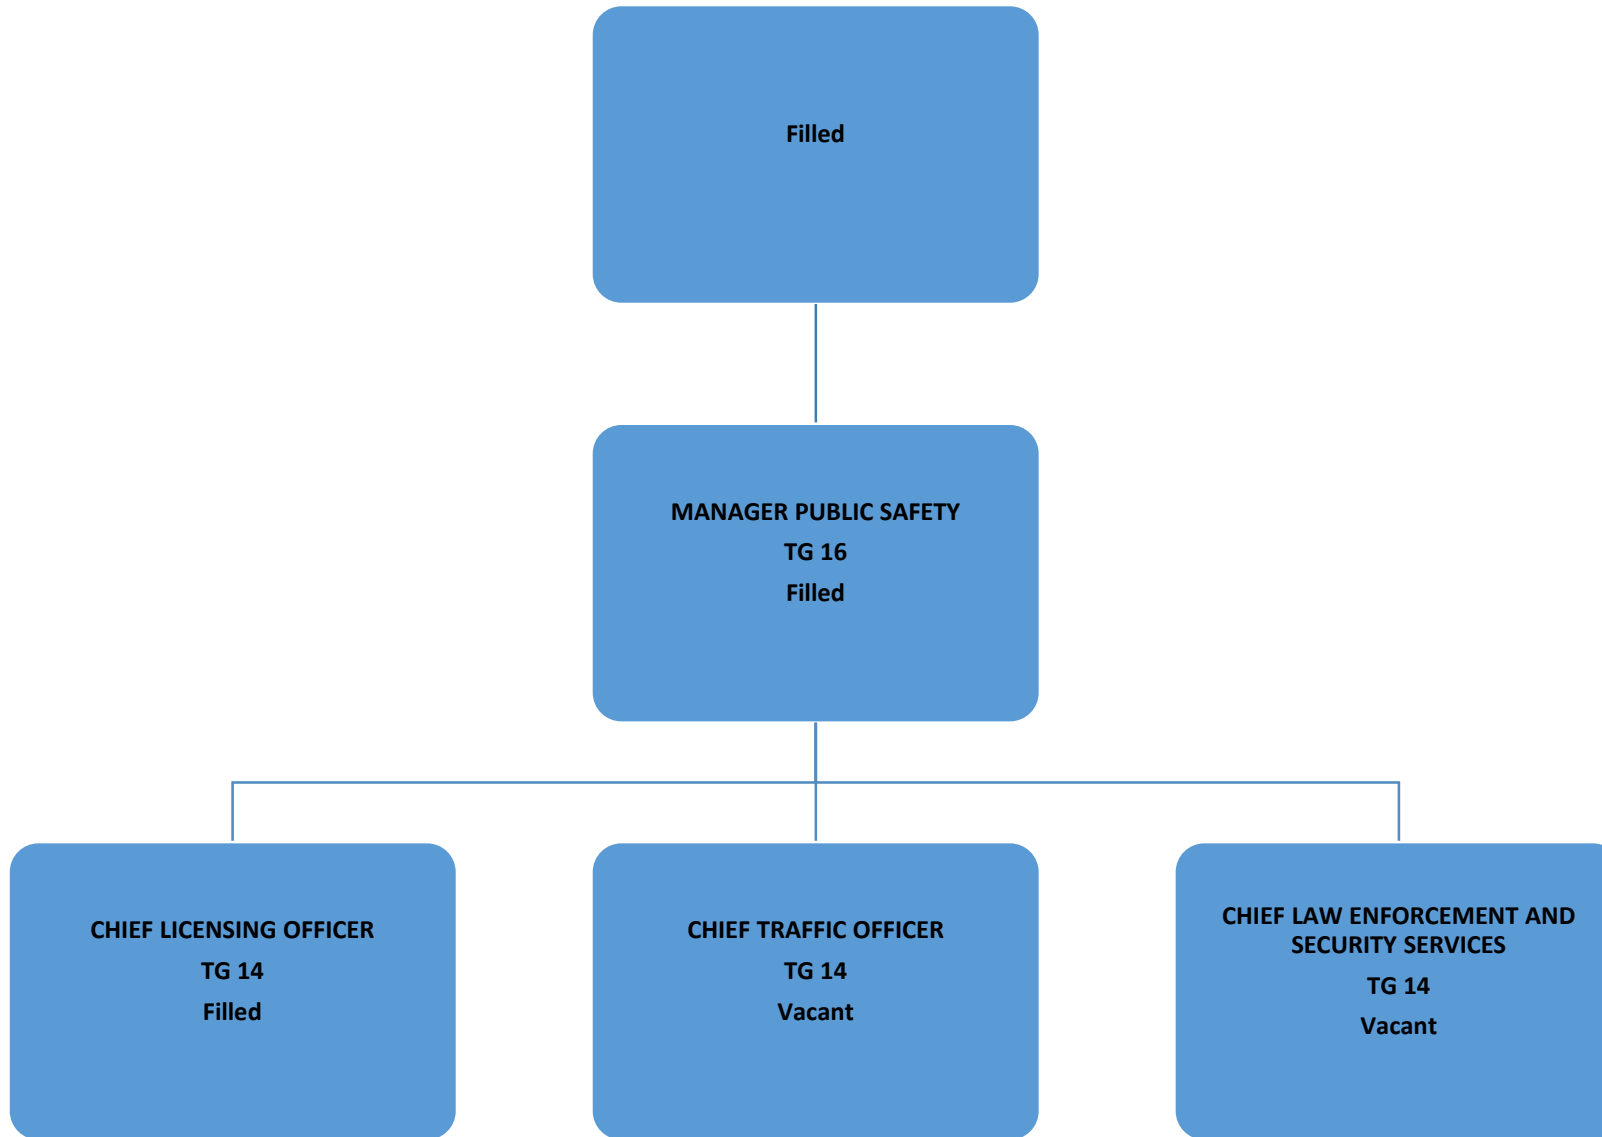 Filled
MANAGER PUBLIC SAFETY
TG 16
Filled
CHIEF LICENSING OFFICER
TG 14
Filled
CHIEF TRAFFIC OFFICER
TG 14
Vacant
CHIEF LAW ENFORCEMENT AND
SECURITY SERVICES
TG 14
Vacant